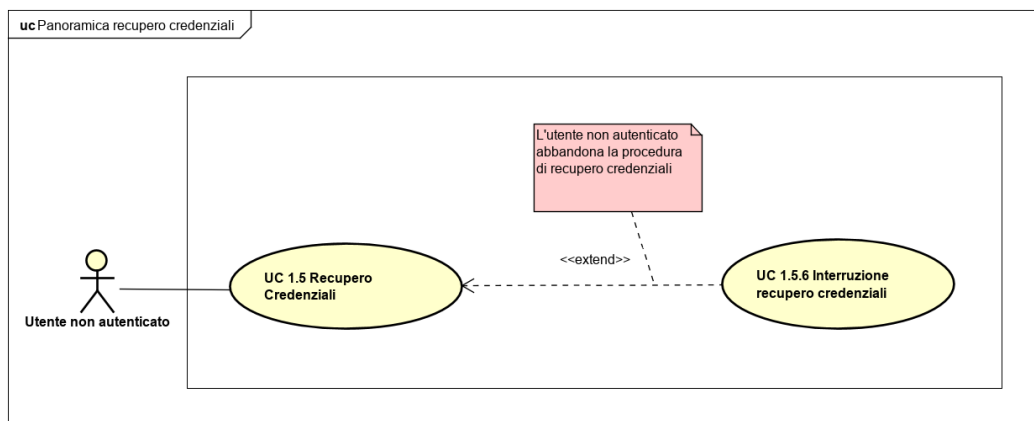 uc Panoramica recupero credenziali
L'utente non autenticato
abbandona la procedura
di recupero credenziali
<<extend>>
UC 1.5 Recupero
Credenziali
UC 1.5.6 Interruzione
recupero credenziali
Utente non autenticato